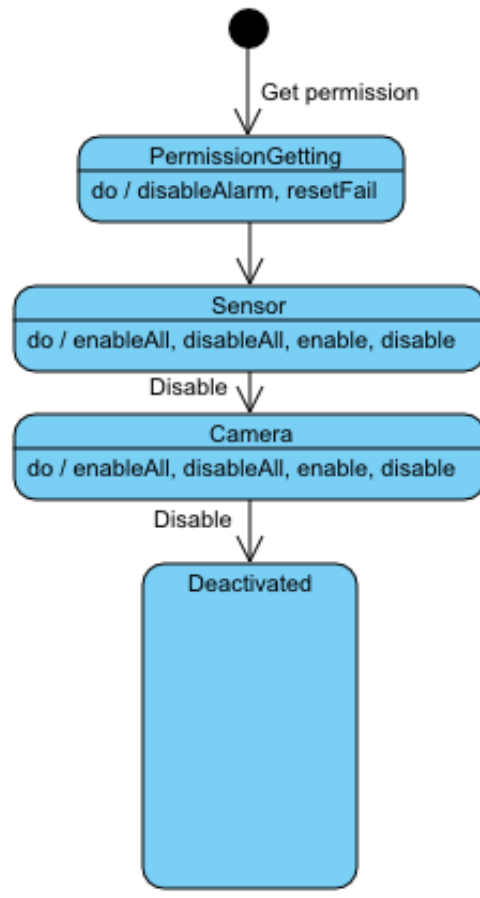 Get permission
PermissionGetting
do / disableAlarm, resetFail
Sensor
do / enableAll, disableAll, enable, disable
Disable
Camera
do / enableAll, disableAll, enable, disable
Disable
Deactivated